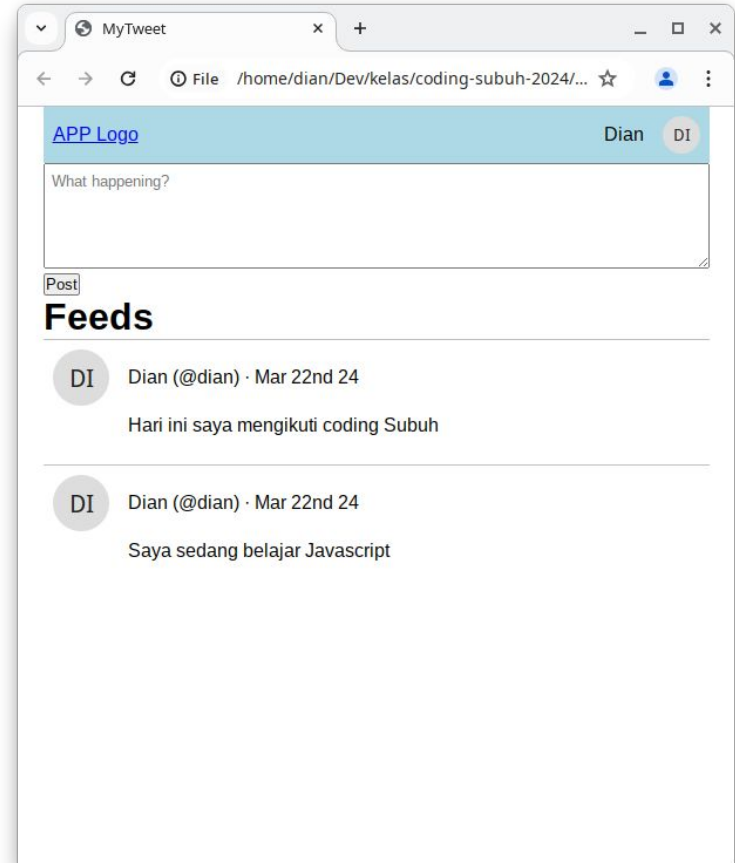 MyTweet
File /home/dian/Dev/kelas/coding-subuh-2024/...
APP Logo Dian DI
What happening?
Post
Feeds
DI Dian (@dian) · Mar 22nd 24
Hari ini saya mengikuti coding Subuh
DI Dian (@dian) · Mar 22nd 24
Saya sedang belajar Javascript